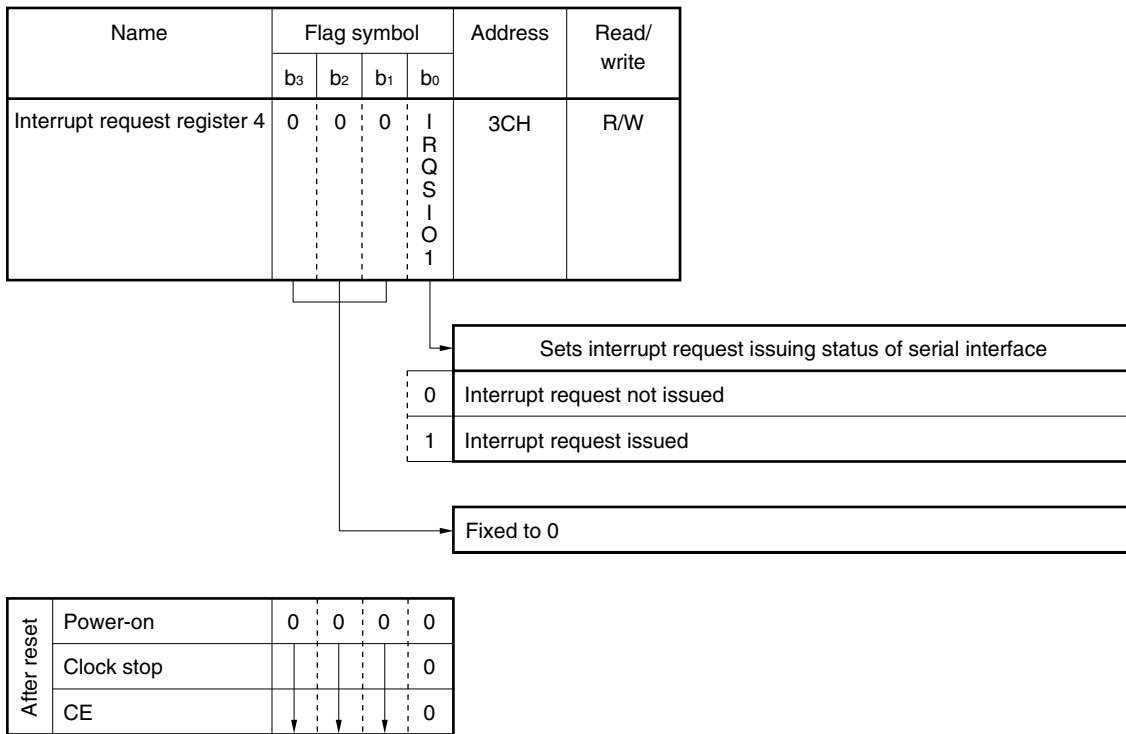 Name Flag symbol Address Read/
write
b3 b2 b1 b0
Interrupt request register 4 0 0 0 I 3CH R/W
R
Q
S
I
O
1
Sets interrupt request issuing status of serial interface
0 Interrupt request not issued
1 Interrupt request issued
Fixed to 0
After reset
Power-on 0 0 0 0
Clock stop 0
CE 0